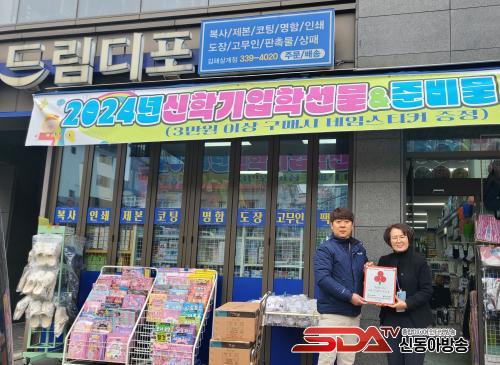 드림디포
복사/제본/코팅/명함/인쇄
도장/고무인/판촉물/상패
김해삼계점 339-4020 주문/배송
2024년신학기입학선물&준비물
(3만원 이상 구매시 네임스티커 증정)
복사 인쇄 제본 코팅 명함 도장 고무인
SDATV
신동아방송